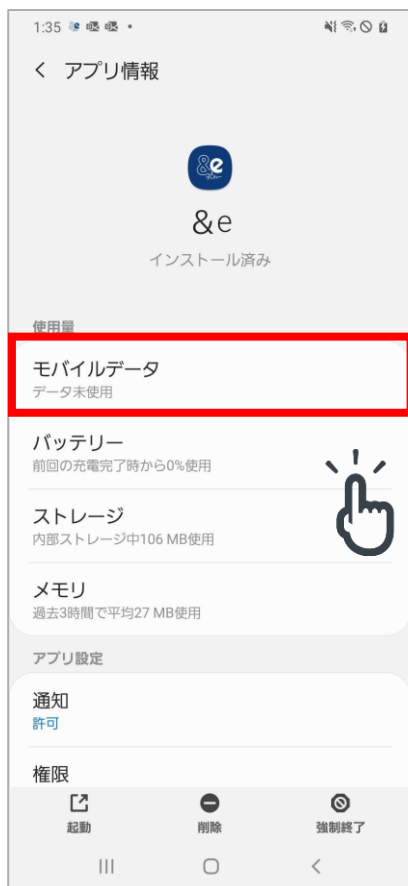 1:35
アプリ情報
&e
&e
インストール済み
使用量
モバイルデータ
データ未使用
バッテリー
前回の充電完了時から0%使用
ストレージ
内部ストレージ中106 MB使用
メモリ
過去3時間で平均27 MB使用
アプリ設定
通知
許可
権限
起動 削除 強制終了